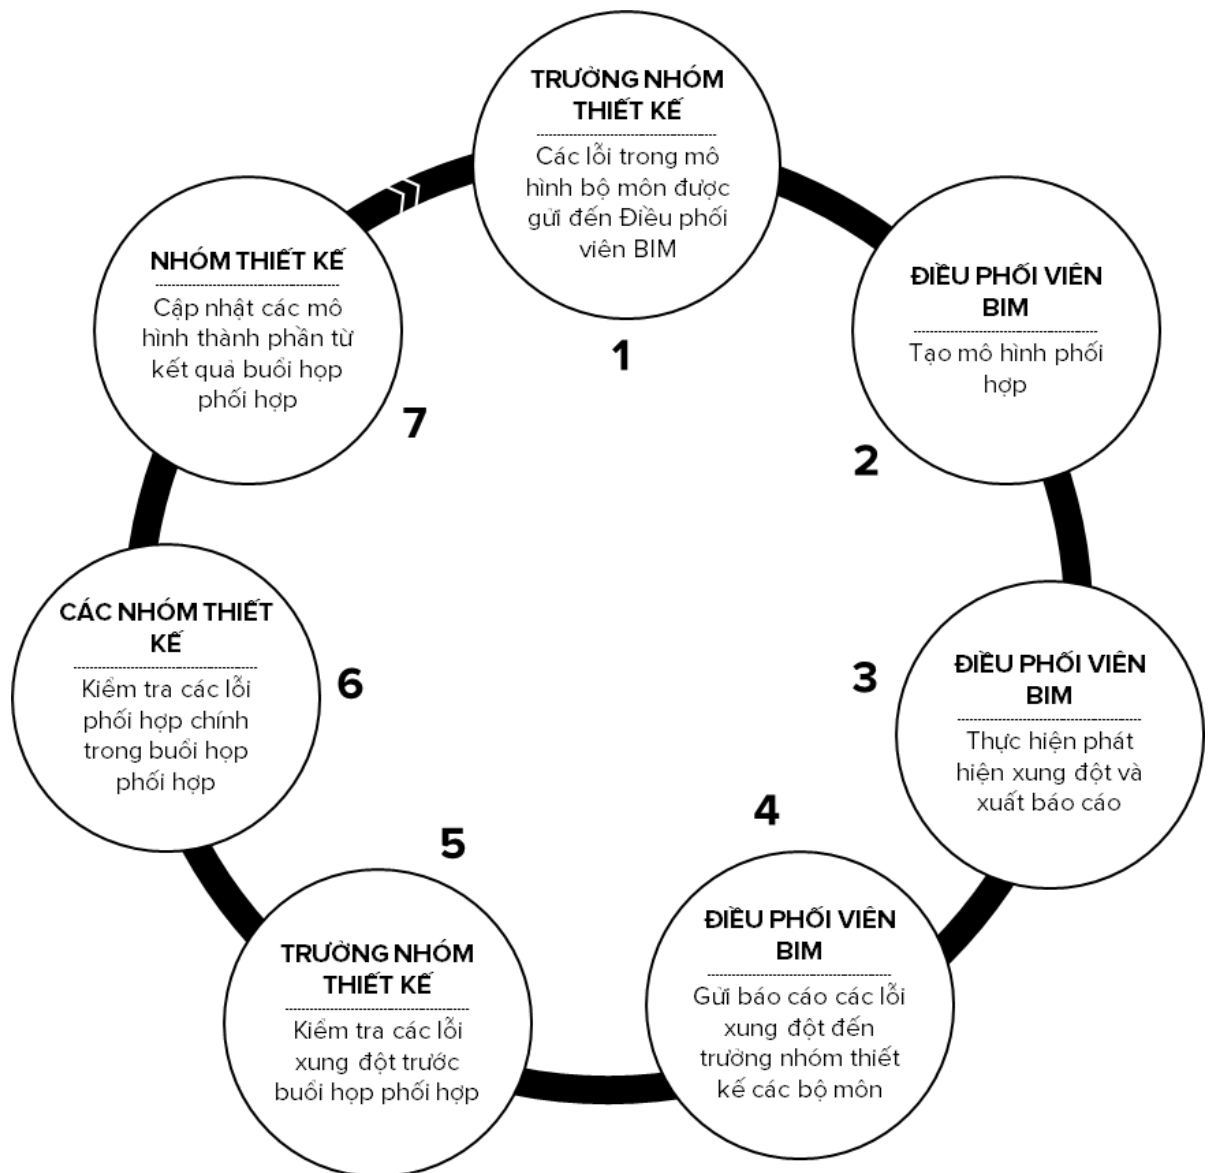 TRƯỞNG NHÓM
THIẾT KẾ
Các lỗi trong mô
hình bộ môn được
gửi đến Điều phối
viên BIM
1
ĐIỀU PHỐI VIÊN
BIM
Tạo mô hình phối
hợp
2
ĐIỀU PHỐI VIÊN
BIM
Thực hiện phát
hiện xung đột và
xuất báo cáo
3
ĐIỀU PHỐI VIÊN
BIM
Gửi báo cáo các lỗi
xung đột đến
trưởng nhóm thiết
kế các bộ môn
4
TRƯỞNG NHÓM
THIẾT KẾ
Kiểm tra các lỗi
xung đột trước
buổi họp phối hợp
5
CÁC NHÓM THIẾT
KẾ
Kiểm tra các lỗi
phối hợp chính
trong buổi họp
phối hợp
6
NHÓM THIẾT KẾ
Cập nhật các mô
hình thành phần từ
kết quả buổi họp
phối hợp
7